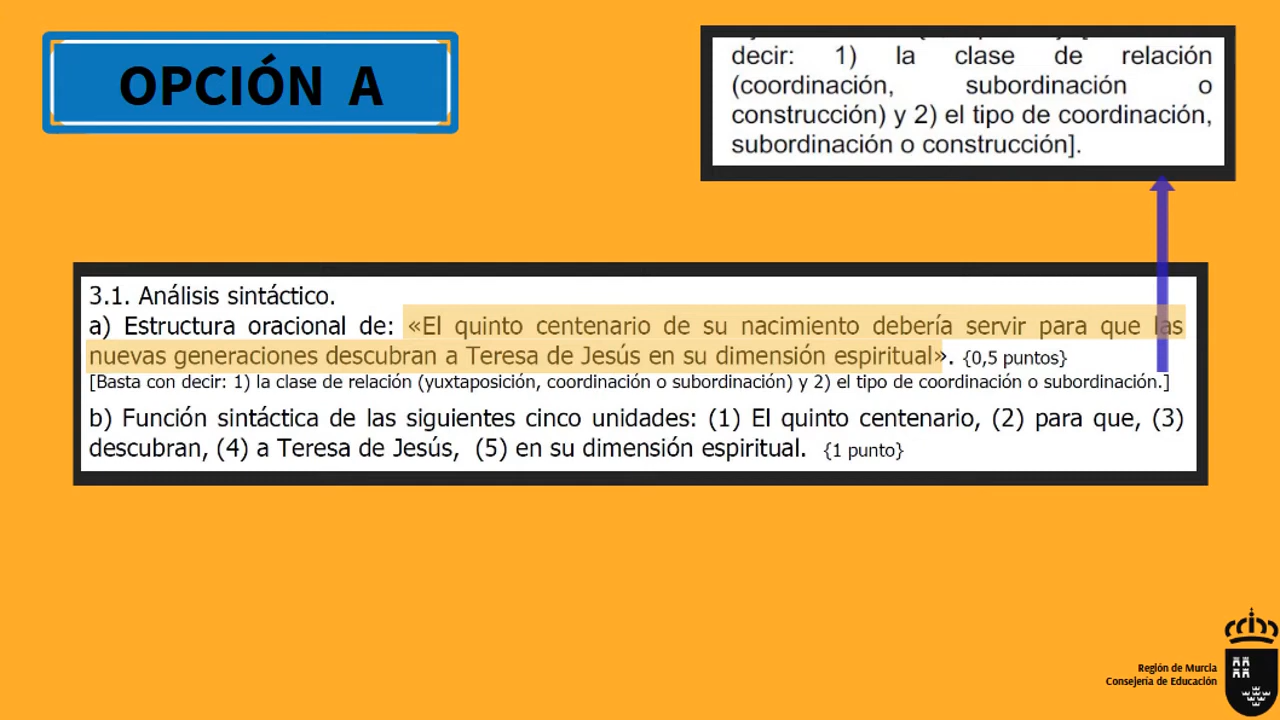 OPCIÓN A
decir: 1) la clase de relación
(coordinación, subordinación o
construcción) y 2) el tipo de coordinación,
subordinación o construcción].
3.1. Análisis sintáctico.
a) Estructura oracional de: «El quinto centenario de su nacimiento debería servir para que las
nuevas generaciones descubran a Teresa de Jesús en su dimensión espiritual». {0,5 puntos}
[Basta con decir: 1) la clase de relación (yuxtaposición, coordinación o subordinación) y 2) el tipo de coordinación o subordinación.]
b) Función sintáctica de las siguientes cinco unidades: (1) El quinto centenario, (2) para que, (3)
descubran, (4) a Teresa de Jesús, (5) en su dimensión espiritual. {1 punto}
Región de Murcia
Consejería de Educación